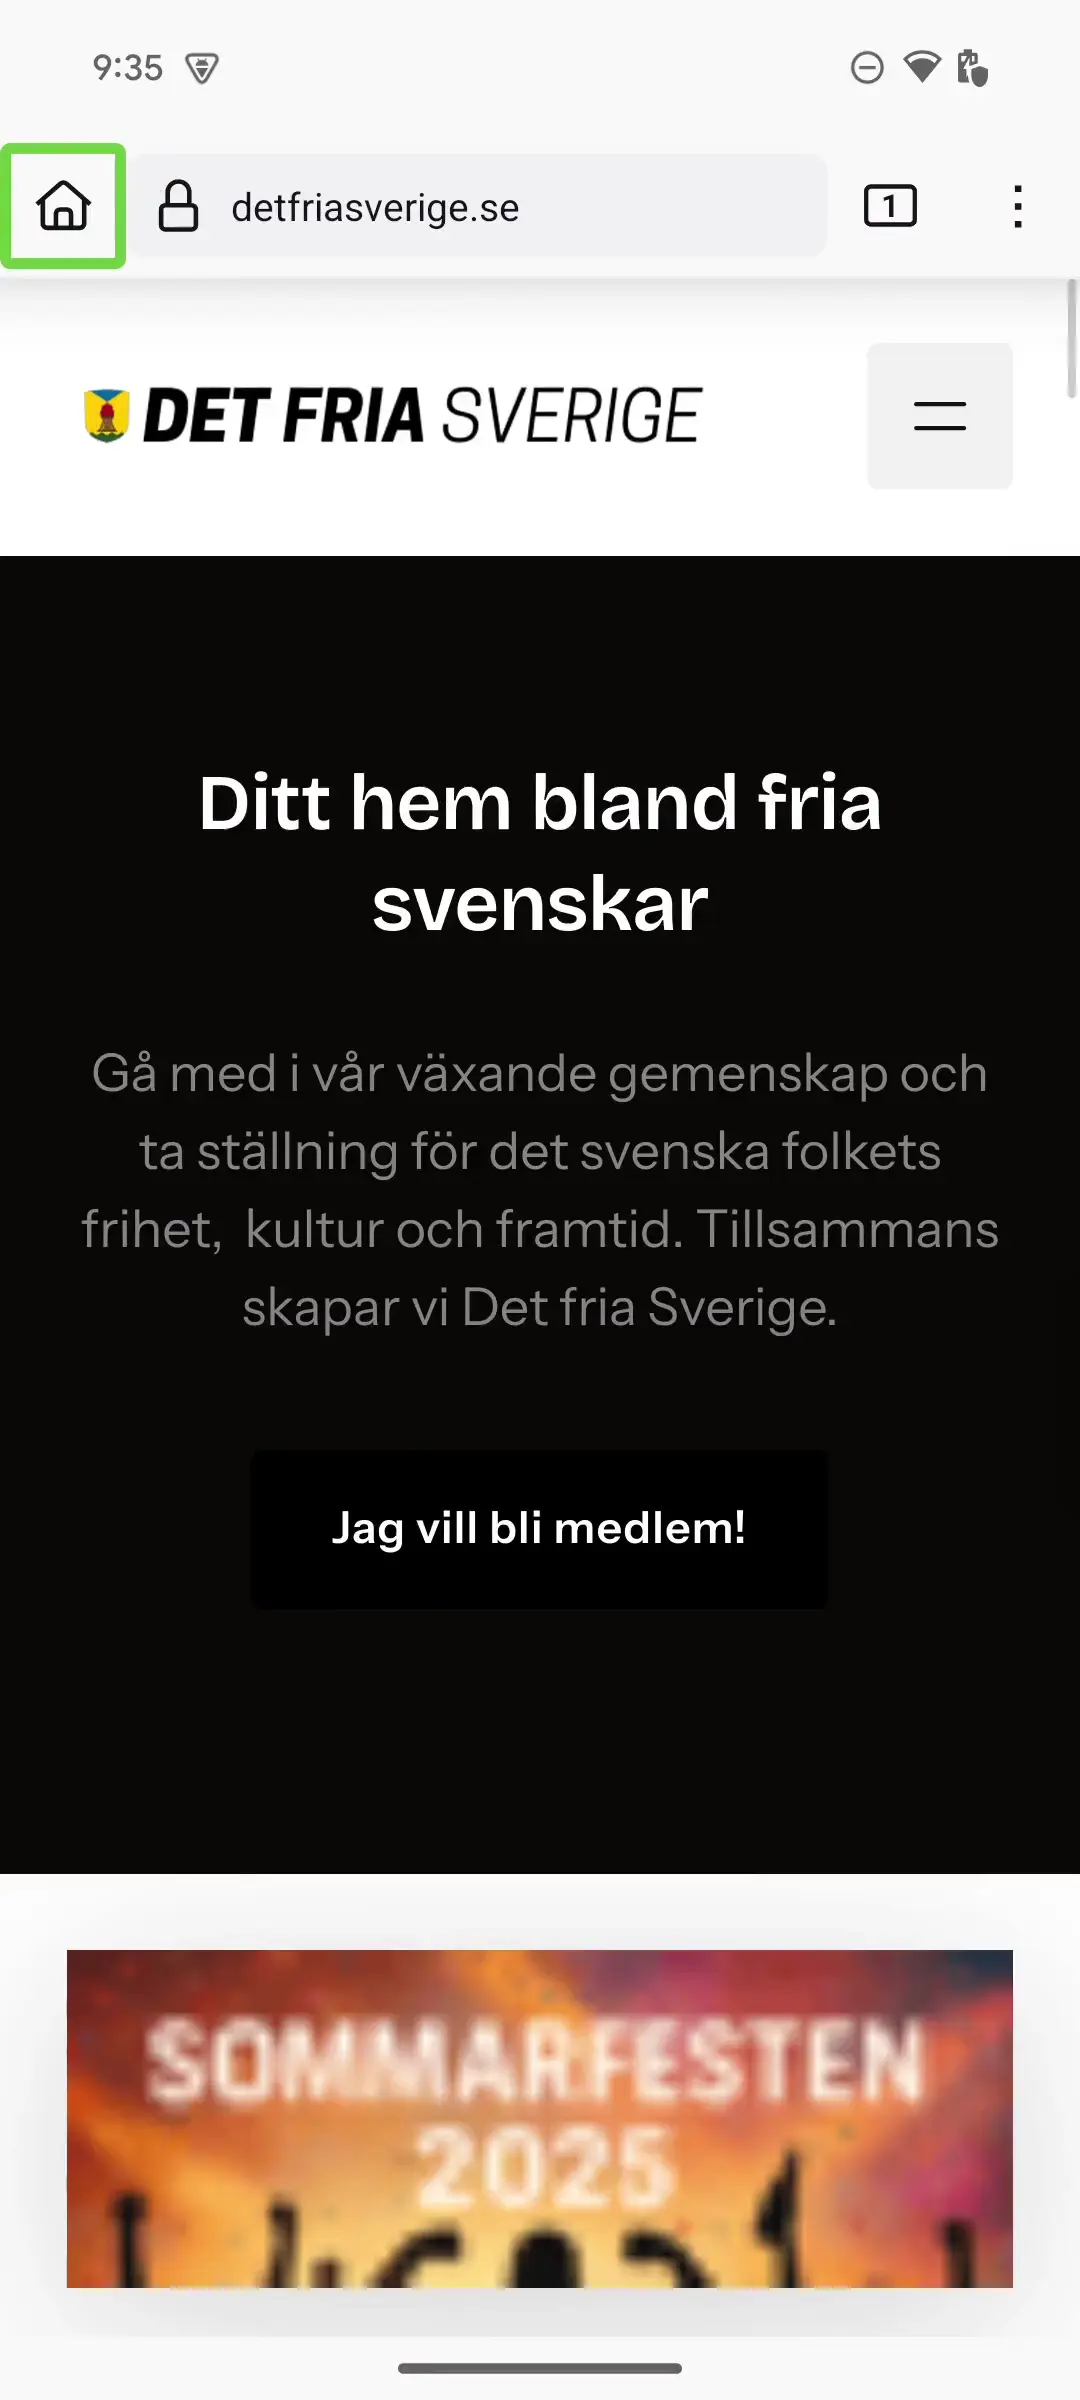 9:35
detfriasverige.se
1
DET FRIA SVERIGE
Ditt hem bland fria
svenskar
Gå med i vår växande gemenskap och
ta ställning för det svenska folkets
frihet, kultur och framtid. Tillsammans
skapar vi Det fria Sverige.
Jag vill bli medlem!
SOMMARFESTEN
2025